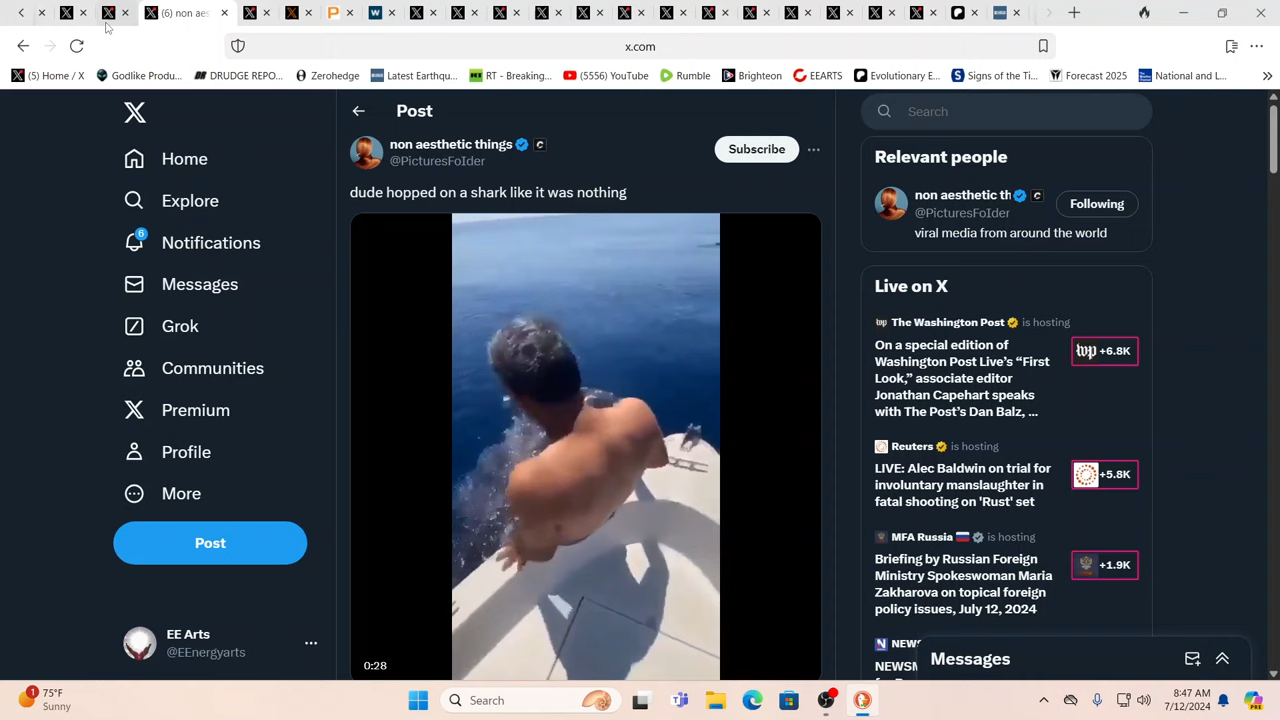 (6) non aes
x.com
(5) Home / X
Godlike Produ...
DRUDGE REPO...
Zerohedge
Latest Earthqu...
RT - Breaking...
(5556) YouTube
Rumble
Brighteon
EEARTS
Evolutionary E...
Signs of the Ti...
Forecast 2025
National and L...
Home
Explore
6
Notifications
Messages
Grok
Communities
Premium
Profile
More
Post
EE Arts
@EEnergyarts
Post
non aesthetic things
@PicturesFoIder
Subscribe
dude hopped on a shark like it was nothing
0:28
Search
Relevant people
non aesthetic th
@PicturesFoIder
Following
viral media from around the world
Live on X
The Washington Post is hosting
On a special edition of
Washington Post Live’s “First
Look,” associate editor
Jonathan Capehart speaks
with The Post’s Dan Balz, ...
wp +6.8K
Reuters is hosting
LIVE: Alec Baldwin on trial for
involuntary manslaughter in
fatal shooting on 'Rust' set
+5.8K
MFA Russia is hosting
Briefing by Russian Foreign
Ministry Spokeswoman Maria
Zakharova on topical foreign
policy issues, July 12, 2024
+1.9K
NEWS
NEWSM
Messages
1
75°F
Sunny
Search
8:47 AM
7/12/2024
PRE